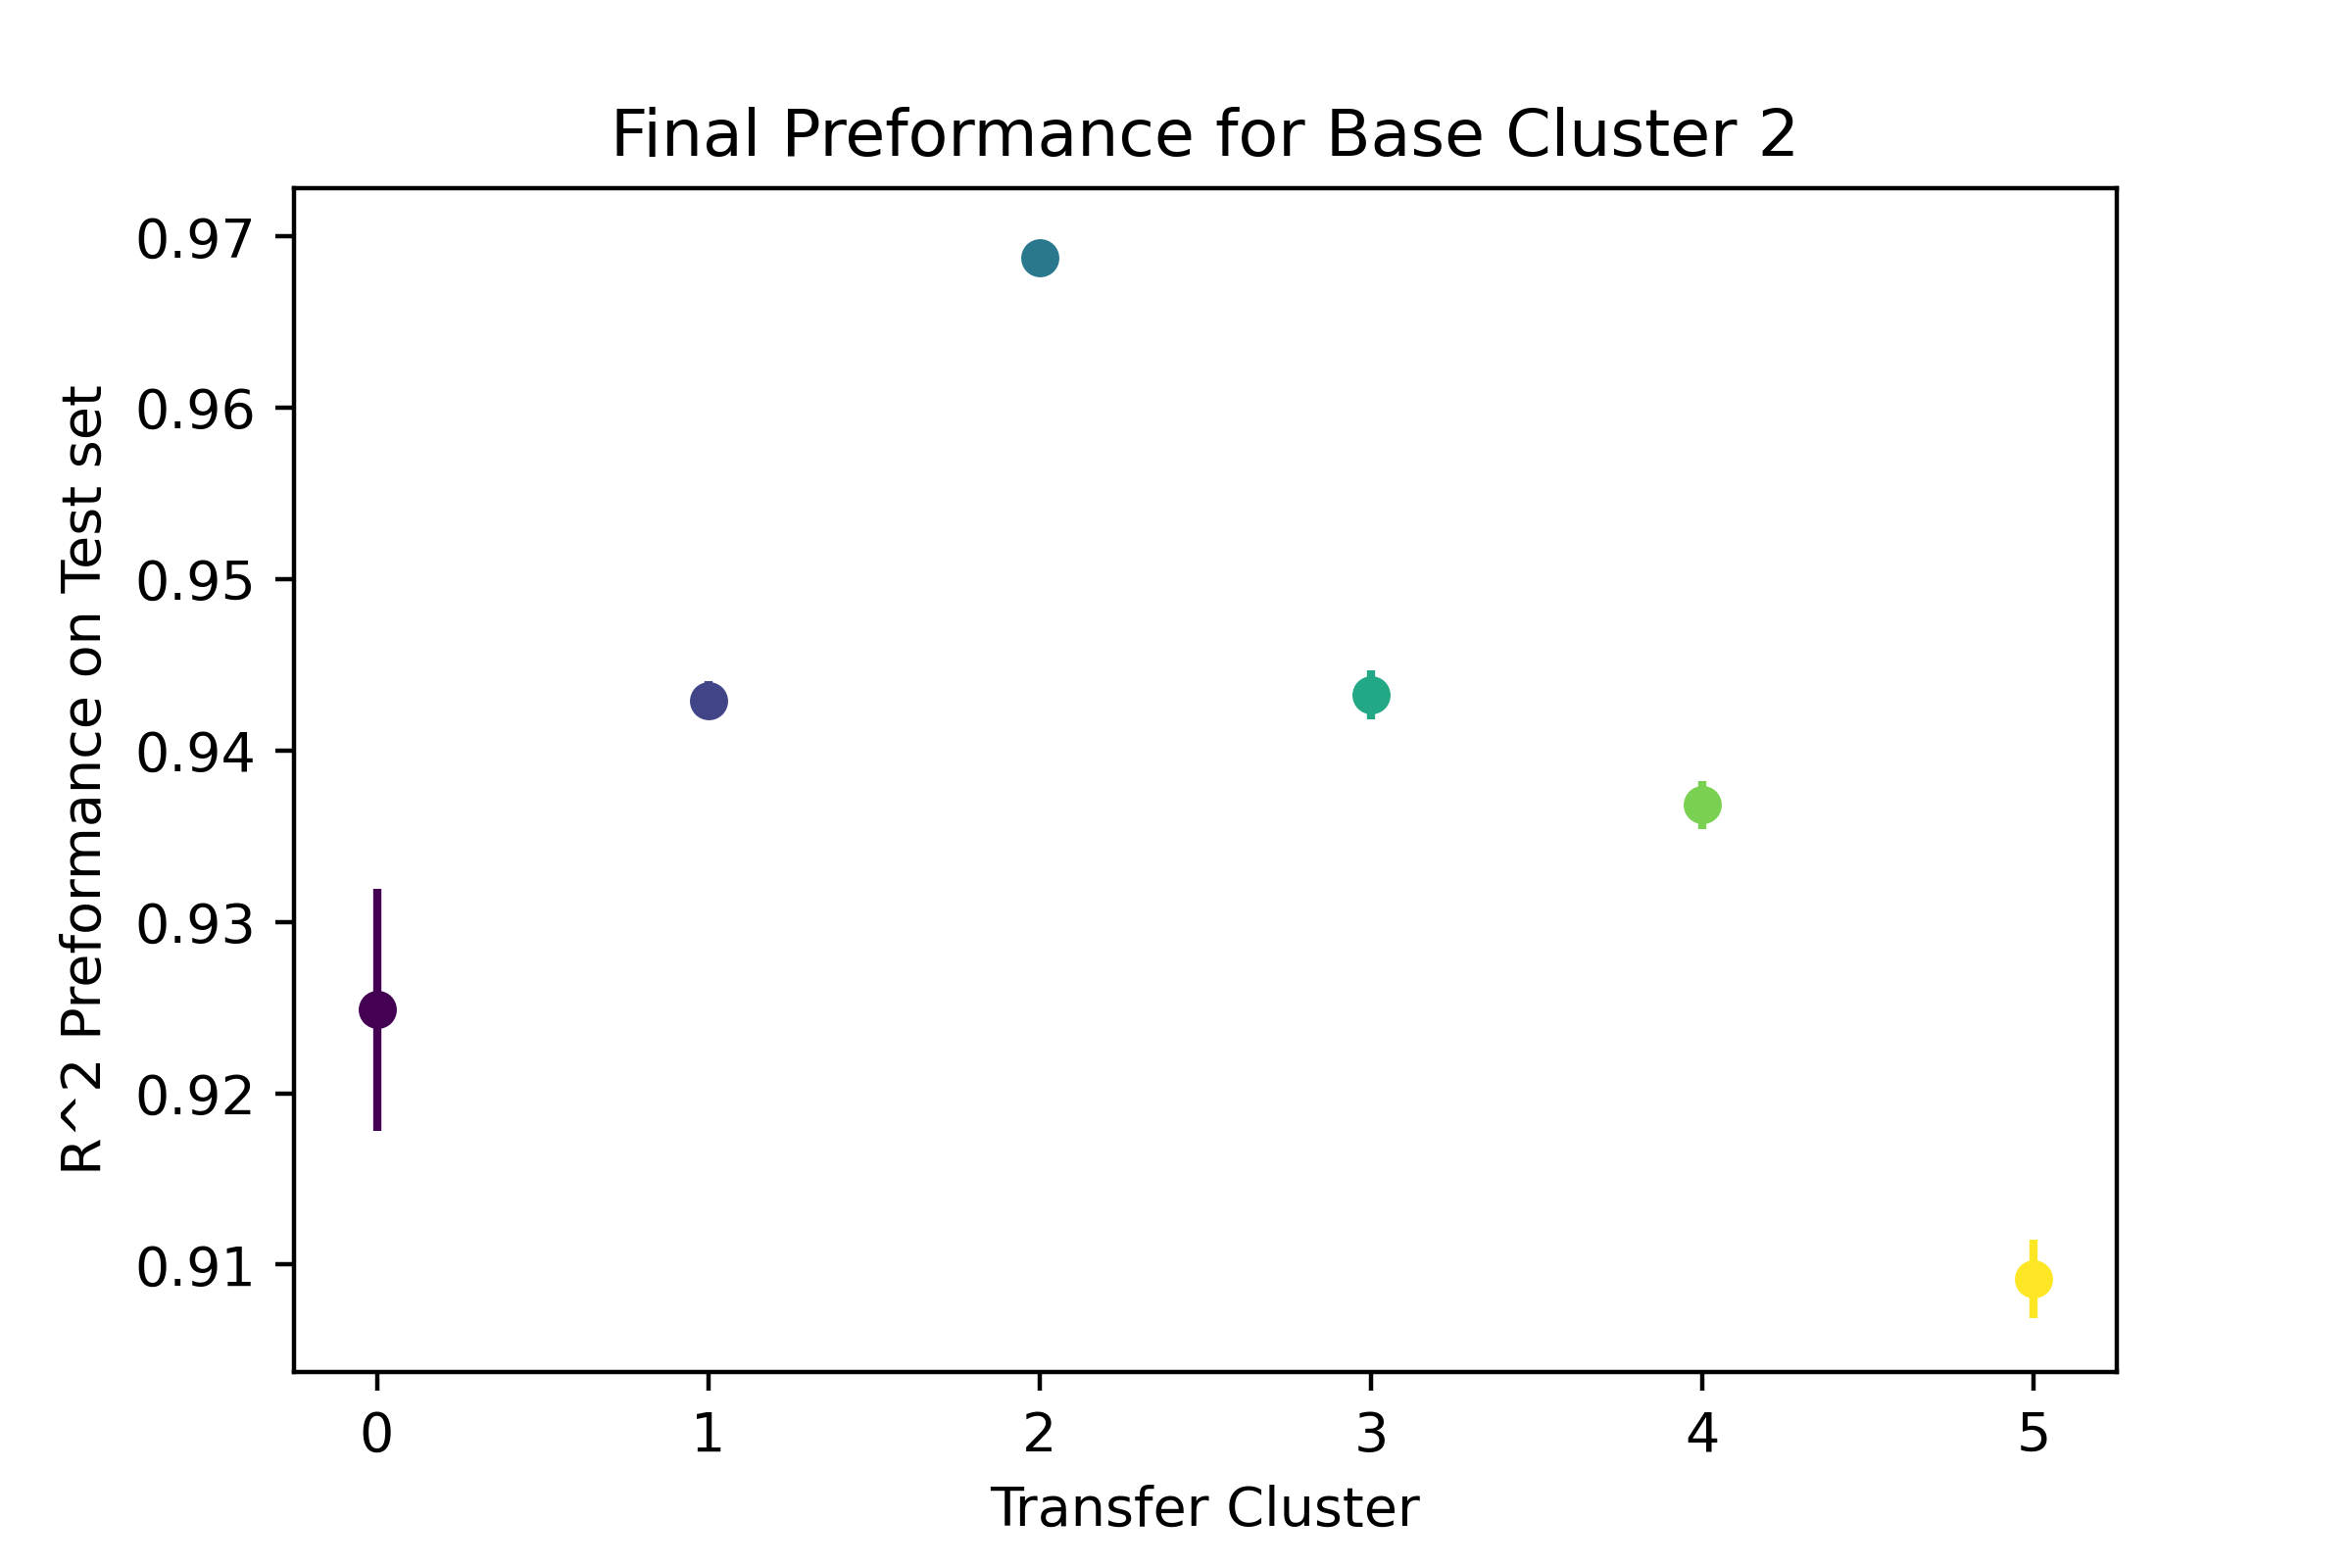 Final Preformance for Base Cluster 2
R^2 Preformance on Test set
0.97
0.96
0.95
0.94
0.93
0.92
0.91
0 1 2 3 4 5
Transfer Cluster